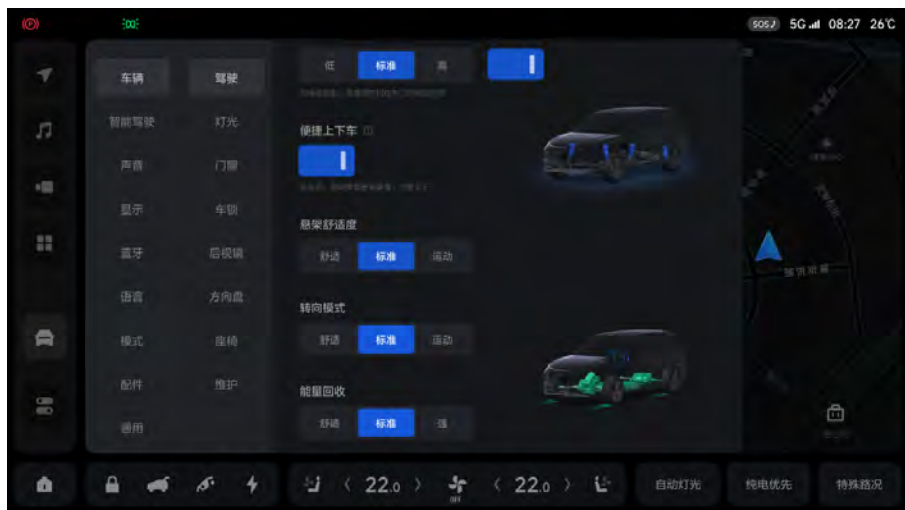 SOS 5G 08:27 26℃
车辆 驾驶
智能驾驶 灯光
声音 门窗
显示 车锁
蓝牙 后视镜
语言 方向盘
模式 座椅
配件 维护
通用
低 标准 高
便捷上下车
悬架舒适度
舒适 标准 运动
转向模式
舒适 标准 运动
能量回收
舒适 标准 强
22.0
OFF
22.0
自动灯光
纯电优先
特殊路况